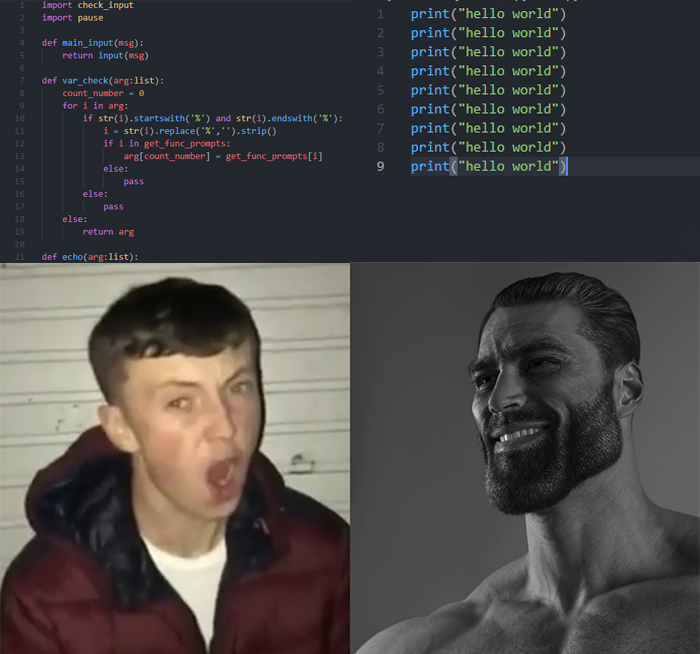 1 import check_input
2 import pause
3
4 def main_input(msg):
5 return input(msg)
6
7 def var_check(arg:list):
8 count_number = 0
9 for i in arg:
10 if str(i).startswith('%') and str(i).endswith('%'):
11 i = str(i).replace('%','').strip()
12 if i in get_func_prompts:
13 arg[count_number] = get_func_prompts[i]
14 else:
15 pass
16 else:
17 pass
18 else:
19 return arg
20
21 def echo(arg:list):
1 print("hello world")
2 print("hello world")
3 print("hello world")
4 print("hello world")
5 print("hello world")
6 print("hello world")
7 print("hello world")
8 print("hello world")
9 print("hello world")